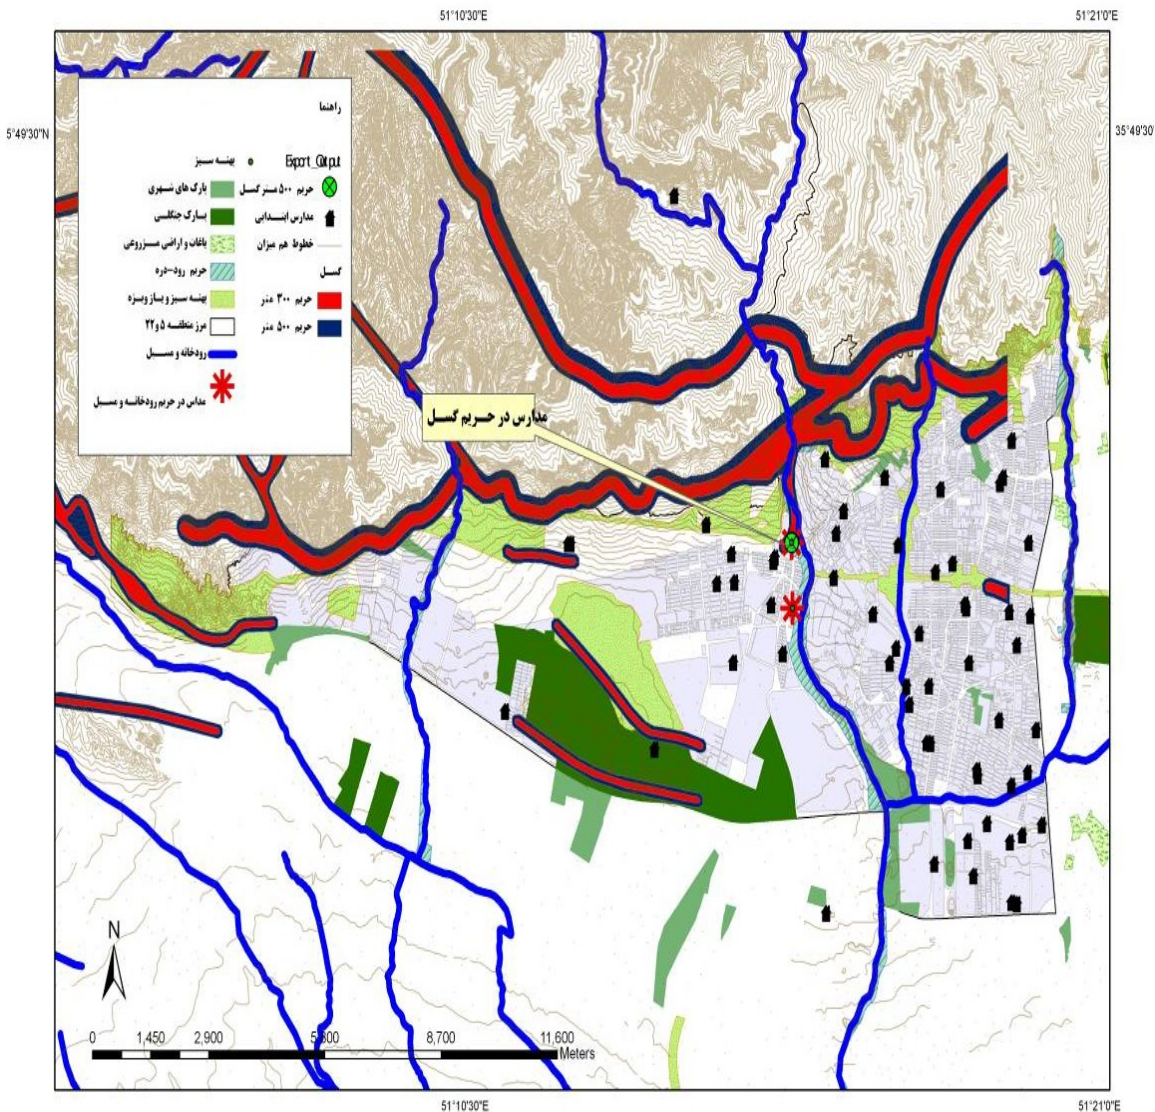 51°10'30"E
51°21'0"E
5°49'30"N
35°49'30
راهنما
Export_Output
پهنه سبز
حریم ۵۰۰ متر گسل
پارک های شهری
مدارس ابتدایی
پارک جنگلی
خطوط هم میزان
باغات و اراضی مزروعی
گسل
حریم رود-دره
حریم ۳۰۰ متر
پهنه سبز و باز ویژه
حریم ۵۰۰ متر
مرز منطقه ۵ و ۲۲
رودخانه و مسیل
مداس در حریم رودخانه و مسیل
مدارس در حریم گسل
N
0
1,450
2,900
5,800
8,700
11,600
Meters
51°10'30"E
51°21'0"E